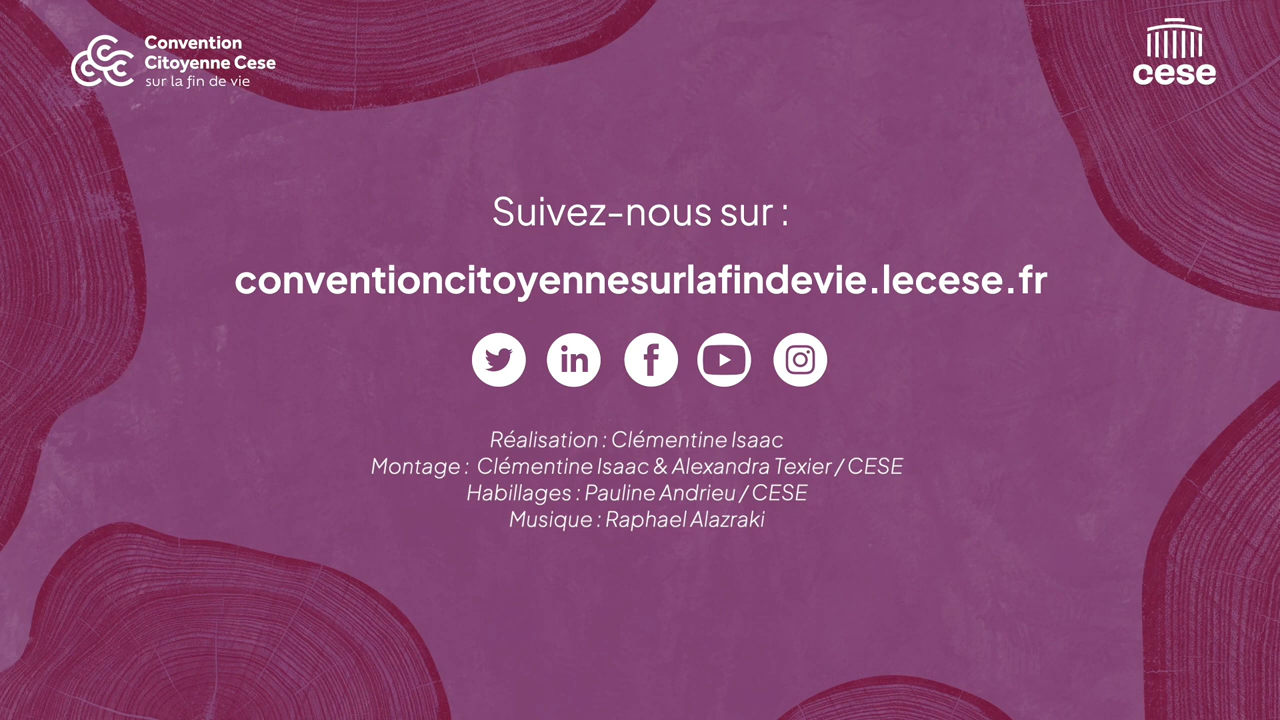 Convention
Citoyenne Cese
sur la fin de vie
cese
Suivez-nous sur :
conventioncitoyennesurlafindevie.lecese.fr
Réalisation : Clémentine Isaac
Montage : Clémentine Isaac & Alexandra Texier / CESE
Habillages : Pauline Andrieu / CESE
Musique : Raphael Alazraki